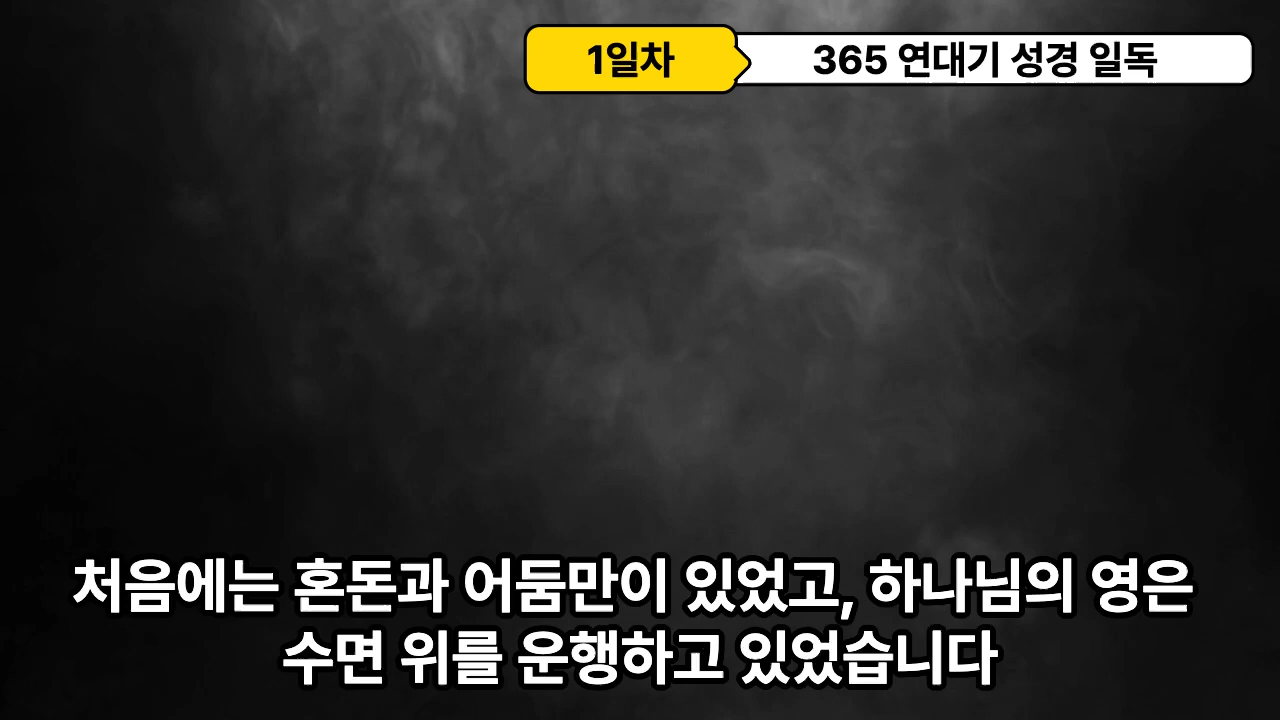 1일차
365 연대기 성경 일독
처음에는 혼돈과 어둠만이 있었고, 하나님의 영은
수면 위를 운행하고 있었습니다